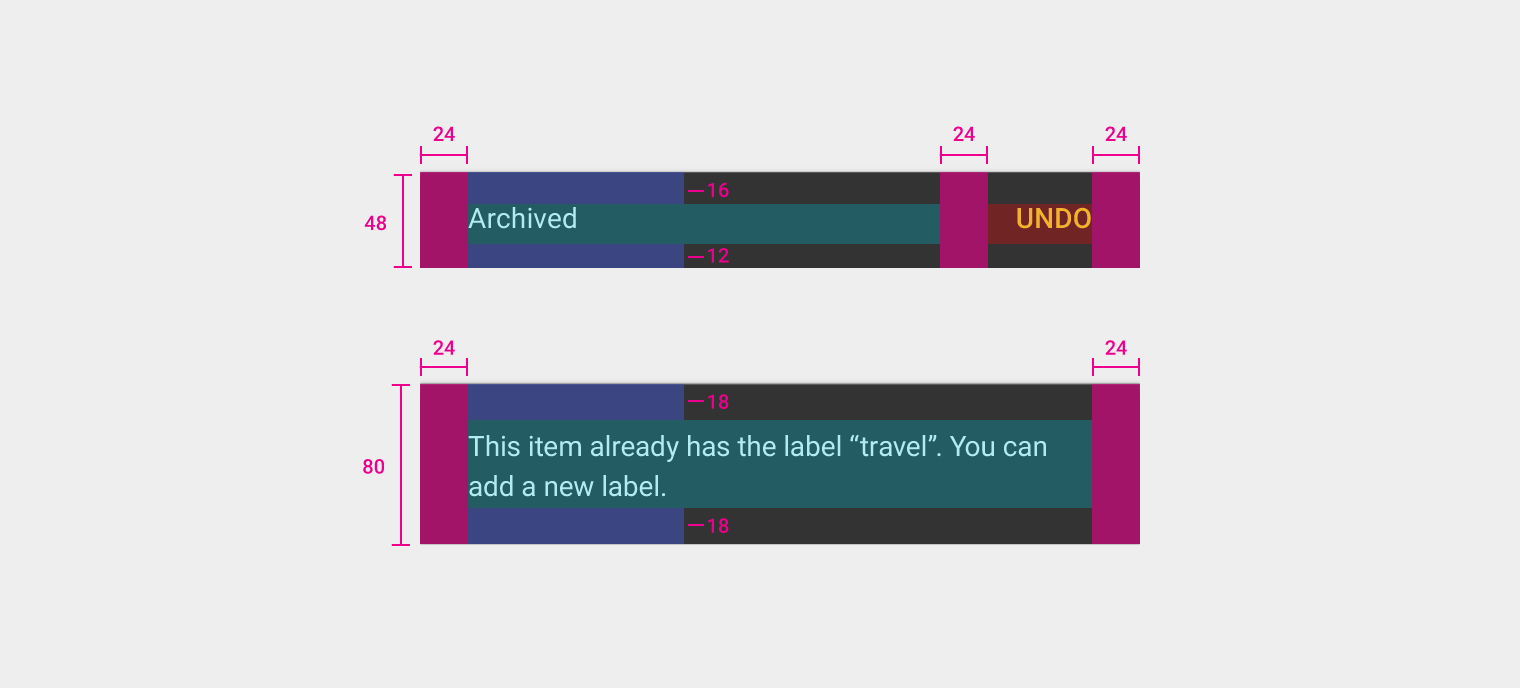 24 24 24
16
48 Archived UNDO
12
24 24
18
This item already has the label “travel”. You can
80
add a new label.
18